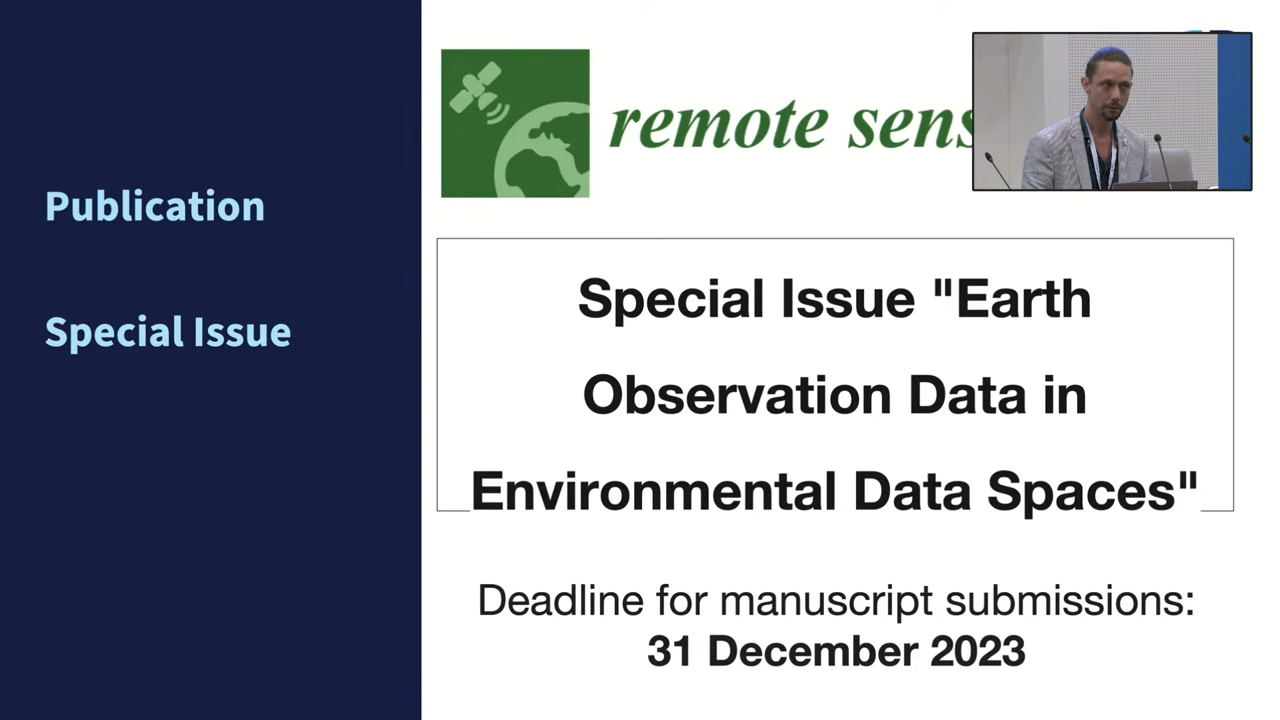 Publication
Special Issue
remote sens
Special Issue "Earth
Observation Data in
Environmental Data Spaces"
Deadline for manuscript submissions:
31 December 2023